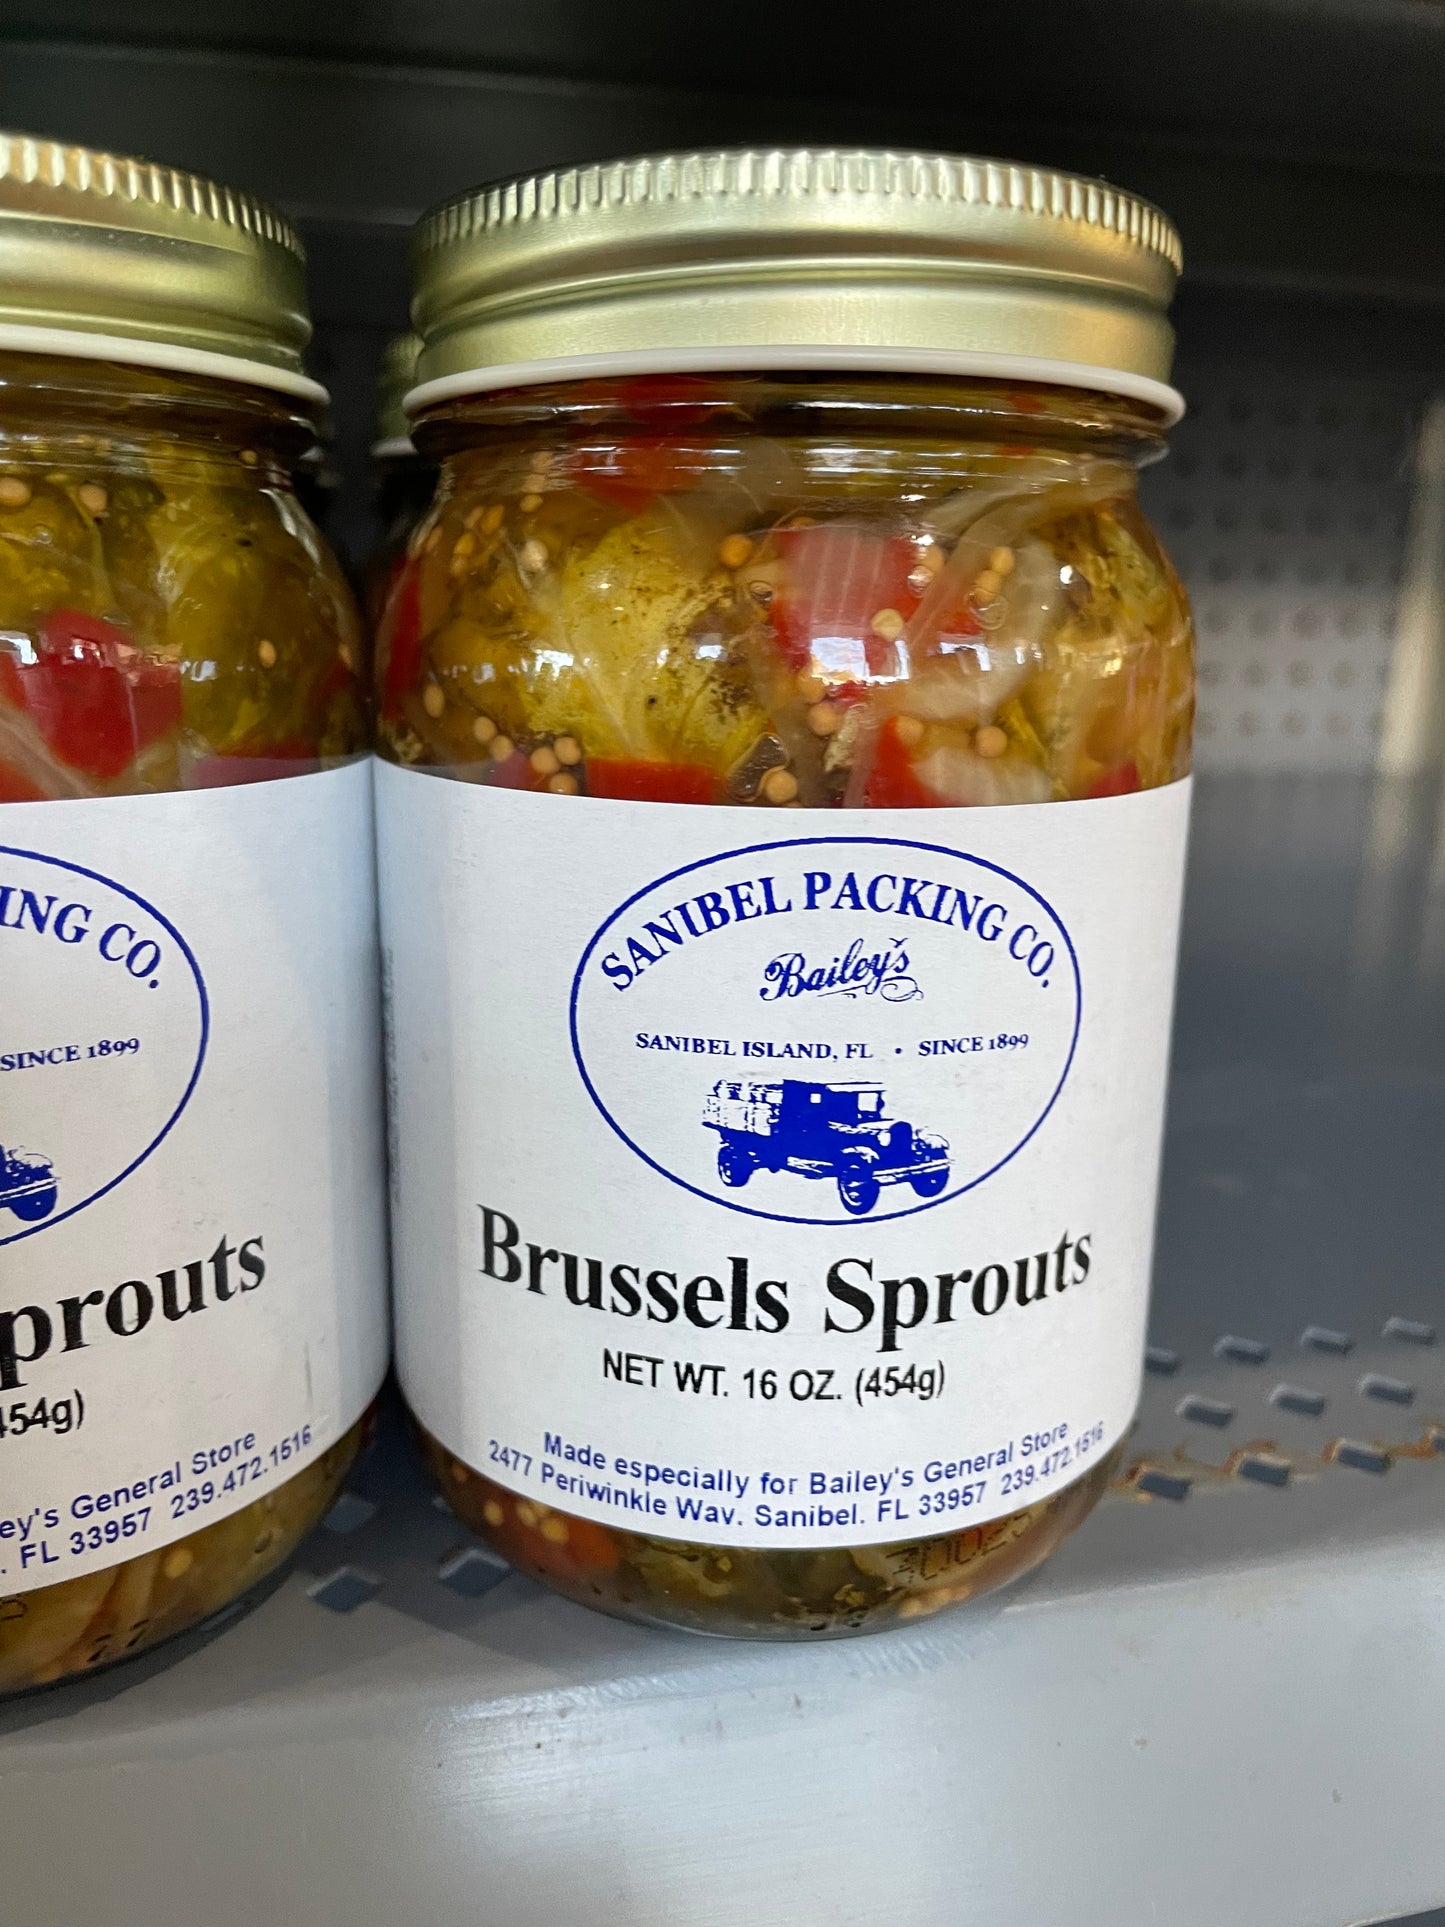 ING CO.
SINCE 1899
prouts
454g)
ey's General Store
. FL 33957 239.472.1516
SANIBEL PACKING CO.
Bailey's
SANIBEL ISLAND, FL • SINCE 1899
Brussels Sprouts
NET WT. 16 OZ. (454g)
Made especially for Bailey's General Store
2477 Periwinkle Way. Sanibel. FL 33957 239.472.1516